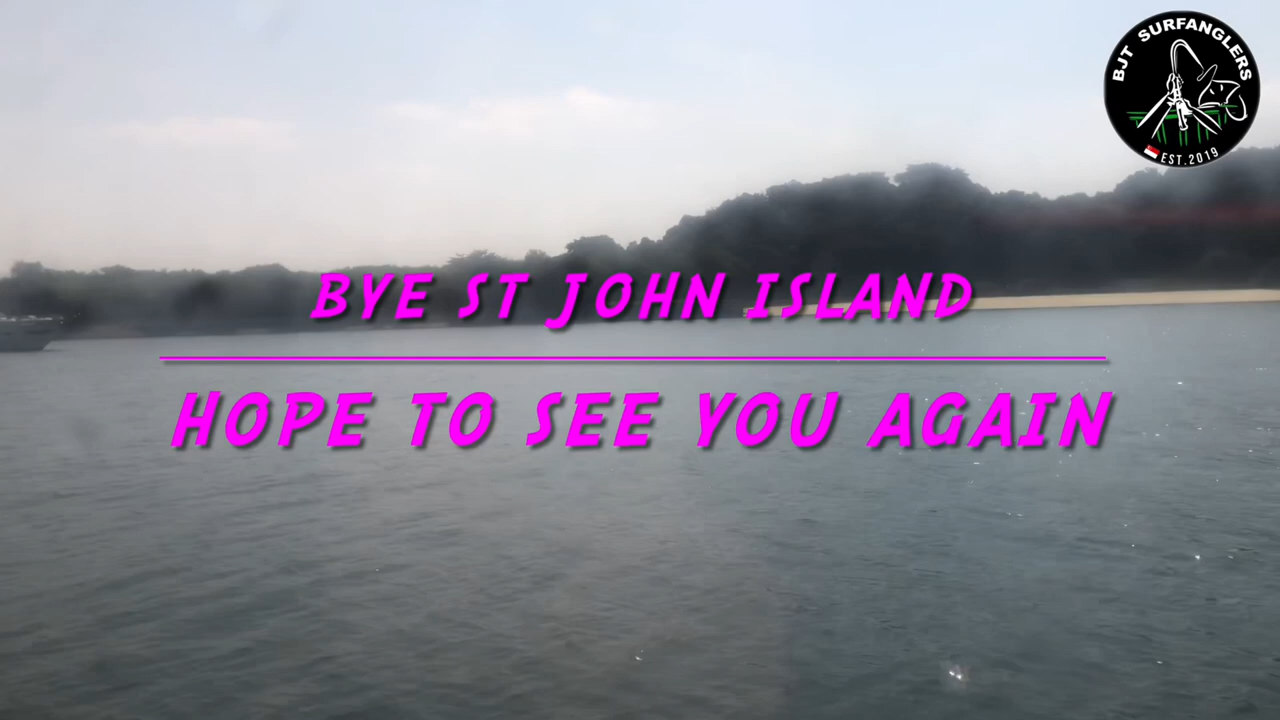 BJT SURFANGLERS
EST.2019
BYE ST JOHN ISLAND
HOPE TO SEE YOU AGAIN